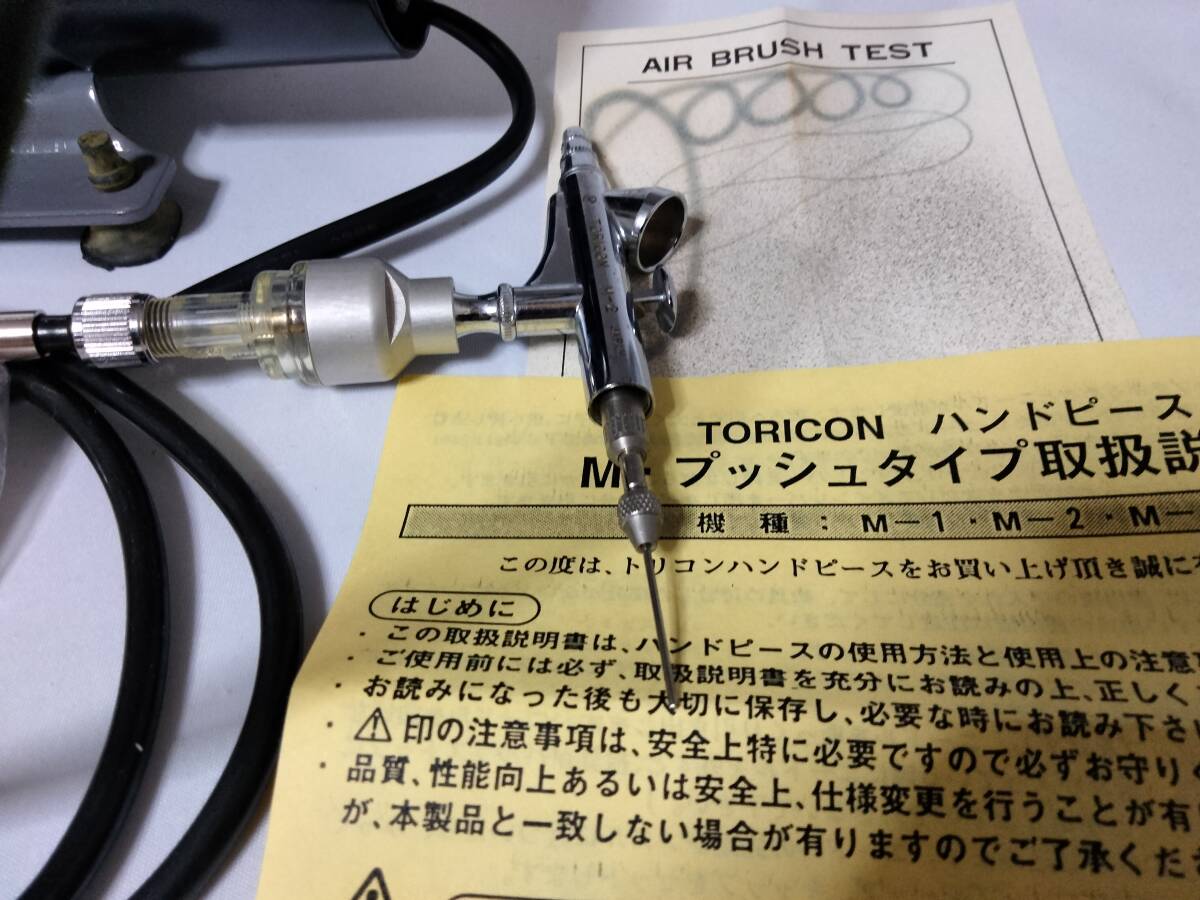 AIR BRUSH TEST
TORICON
TORICON ハンドピース
M- プッシュタイプ取扱説
機 種 : M-1・M-2・M-
この度は、トリコンハンドピースをお買い上げ頂き誠に
はじめに
・この取扱説明書は、ハンドピースの使用方法と使用上の注意
・ご使用前には必ず、取扱説明書を充分にお読みの上、正しく
・お読みになった後も大切に保存し、必要な時にお読み下さ
・⚠印の注意事項は、安全上特に必要ですので必ずお守りく
・品質、性能向上あるいは安全上、仕様変更を行うことが有
が、本製品と一致しない場合が有りますのでご了承くださ